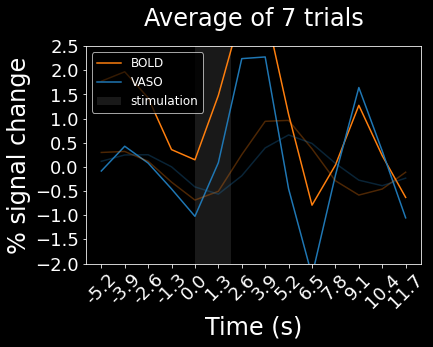 Average of 7 trials
BOLD
VASO
stimulation
% signal change
2.5
2.0
1.5
1.0
0.5
0.0
−0.5
−1.0
−1.5
−2.0
-5.2 -3.9 -2.6 -1.3 0.0 1.3 2.6 3.9 5.2 6.5 7.8 9.1 10.4 11.7
Time (s)